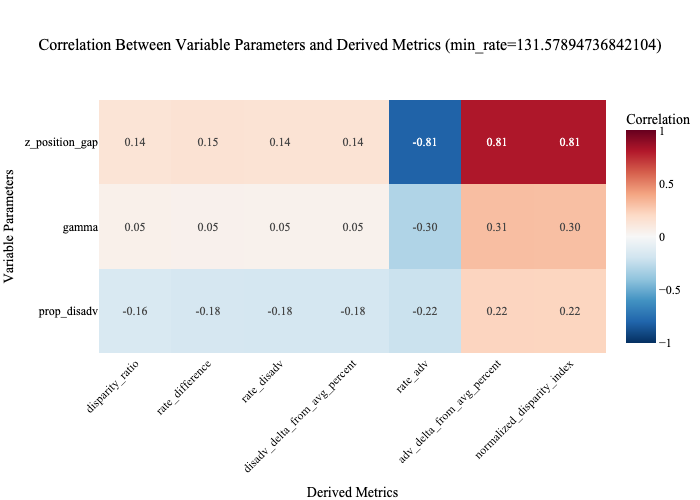 Correlation Between Variable Parameters and Derived Metrics (min_rate=131.57894736842104)
Correlation
1
0.5
0
−0.5
−1
Variable Parameters
z_position_gap 0.14 0.15 0.14 0.14 -0.81 0.81 0.81
gamma 0.05 0.05 0.05 0.05 -0.30 0.31 0.30
prop_disadv -0.16 -0.18 -0.18 -0.18 -0.22 0.22 0.22
disparity_ratio
rate_difference
rate_disadv
disadv_delta_from_avg_percent
rate_adv
adv_delta_from_avg_percent
normalized_disparity_index
Derived Metrics